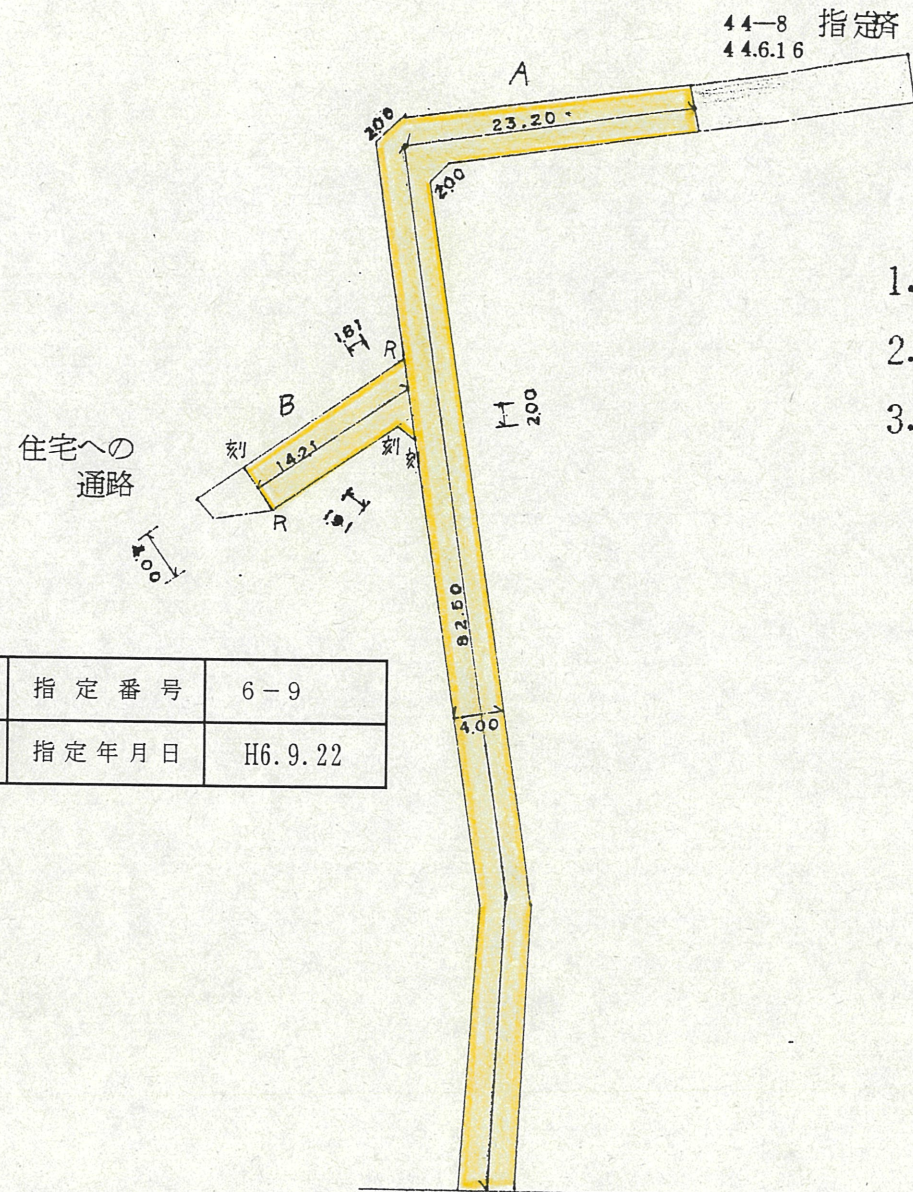 44-8 指定済
44.6.16
A
2.00
23.20
2.00
1.
2.
3.
1.81
R
B
2.00
住宅への
通路
刻
14.21
刻
刻
R
4.00
82.50
4.00
指定番号 6-9
指定年月日 H6.9.22